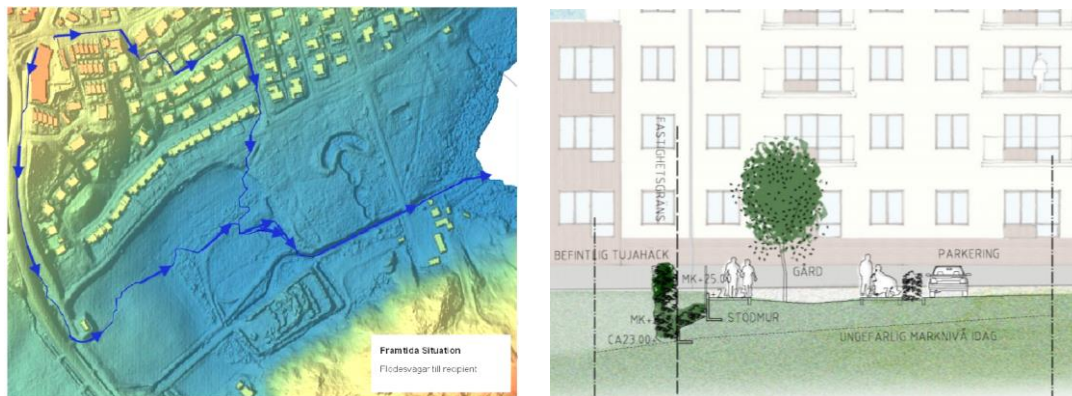 Framtida Situation
Flödesvägar till recipient
FASTIGHETSGRÄNS
BEFINTLIG TUJAHÄCK
PARKERING
GÅRD
MK+25.00
STÖDMUR
CA23.00
UNGEFÄRLIG MARKNIVÅ IDAG